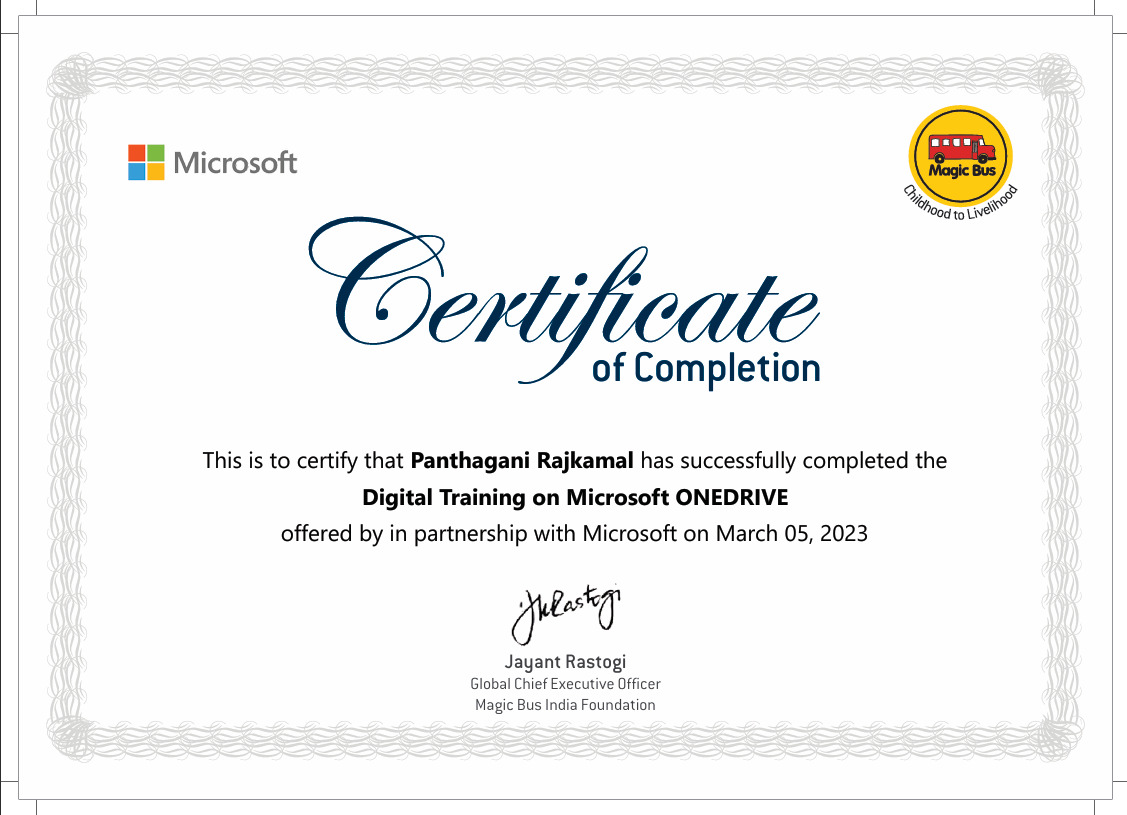 Microsoft
Magic Bus
Childhood to Livelihood
Certificate
of Completion
This is to certify that Panthagani Rajkamal has successfully completed the
Digital Training on Microsoft ONEDRIVE
offered by in partnership with Microsoft on March 05, 2023
JNRastogi
Jayant Rastogi
Global Chief Executive Officer
Magic Bus India Foundation